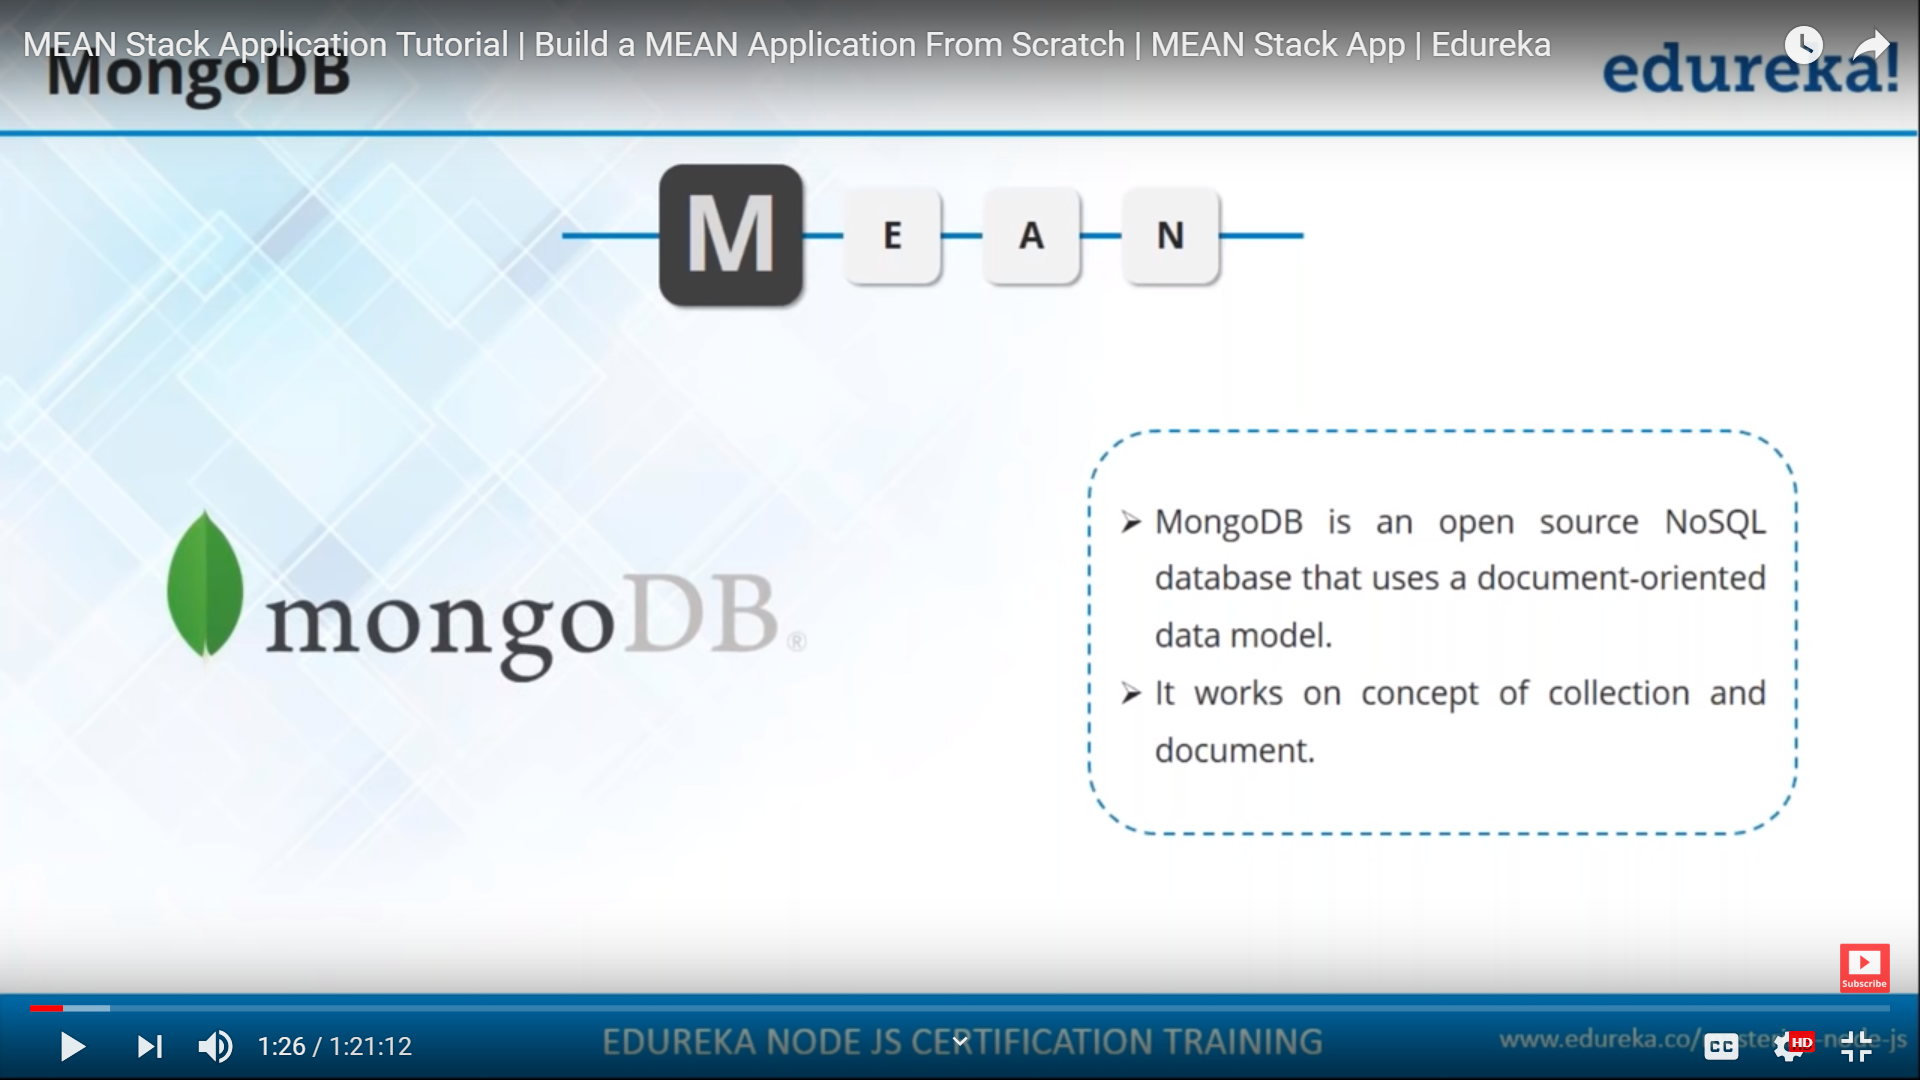 MEAN Stack Application Tutorial | Build a MEAN Application From Scratch | MEAN Stack App | Edureka
MongoDB
edureka!
M E A N
mongoDB®
➢ MongoDB is an open source NoSQL
database that uses a document-oriented
data model.
➢ It works on concept of collection and
document.
Subscribe
1:26 / 1:21:12
EDUREKA NODE JS CERTIFICATION TRAINING
www.edureka.co/
-node-js
CC
HD